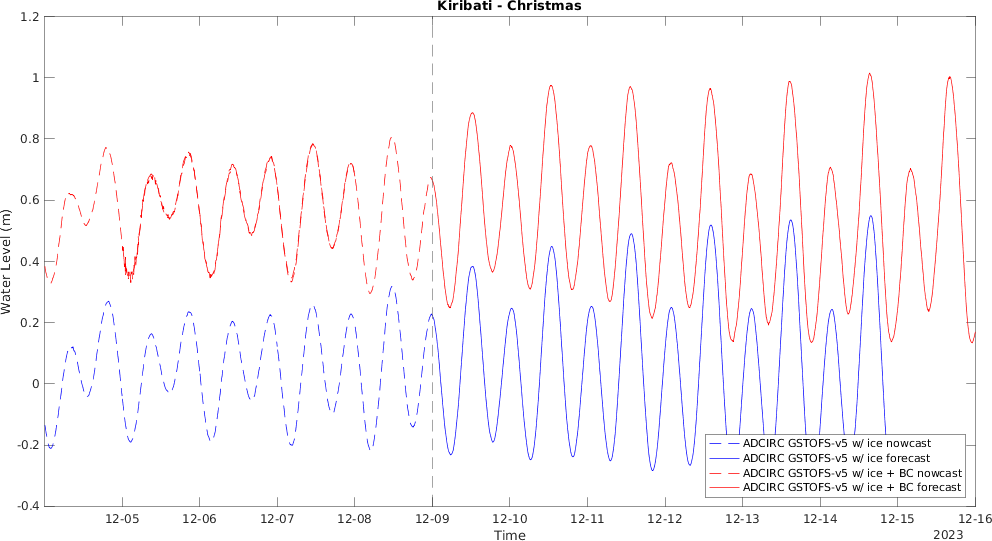 Kiribati - Christmas
1.2
1
0.8
0.6
0.4
0.2
0
-0.2
-0.4
Water Level (m)
12-05 12-06 12-07 12-08 12-09 12-10 12-11 12-12 12-13 12-14 12-15 12-16
Time
2023
ADCIRC GSTOFS-v5 w/ ice nowcast
ADCIRC GSTOFS-v5 w/ ice forecast
ADCIRC GSTOFS-v5 w/ ice + BC nowcast
ADCIRC GSTOFS-v5 w/ ice + BC forecast